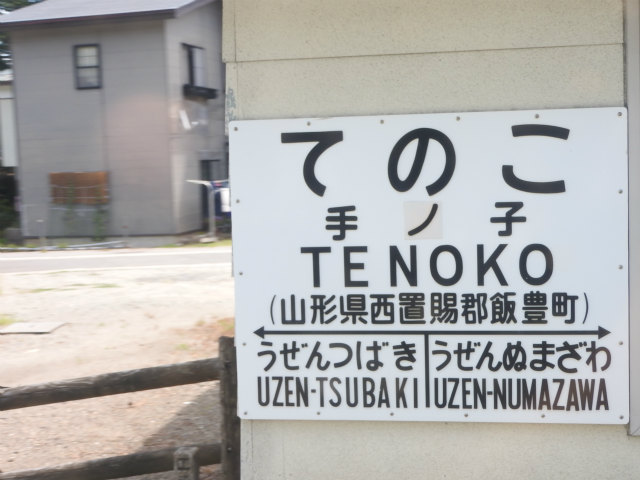 てのこ
手ノ子
TENOKO
(山形県西置賜郡飯豊町)
うぜんつばき うぜんぬまざわ
UZEN-TSUBAKI UZEN-NUMAZAWA